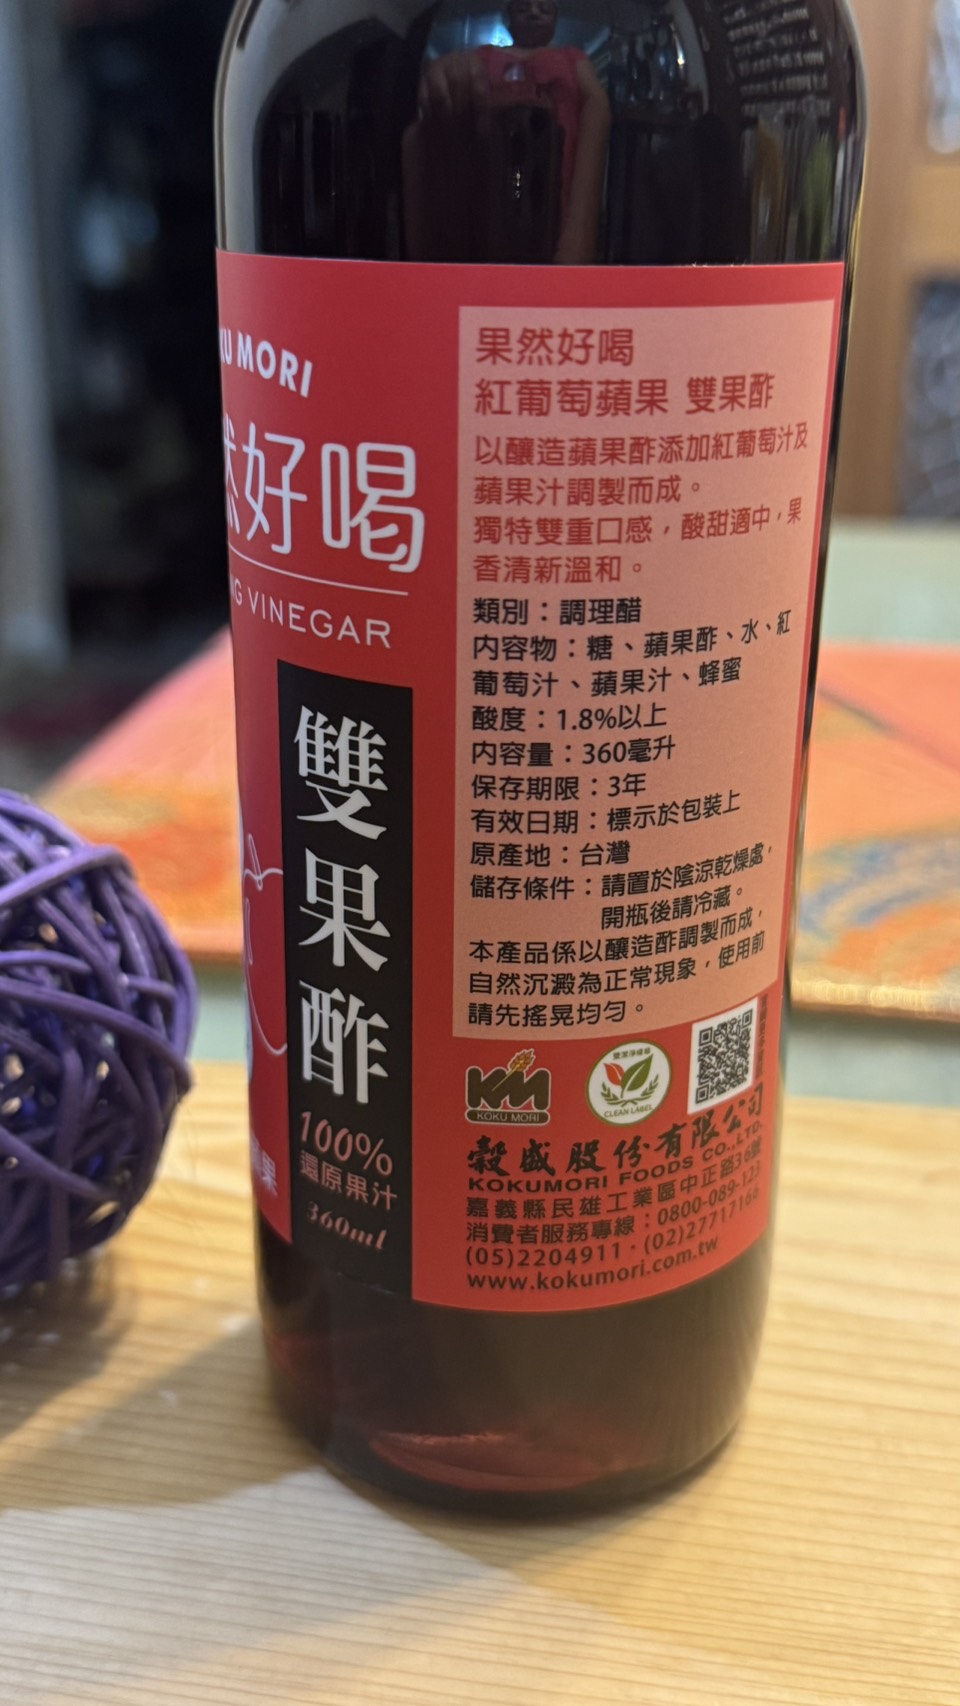 KU MORI
然好喝
G VINEGAR
雙果酢
100%
還原果汁
360ml
果
果然好喝
紅葡萄蘋果 雙果酢
以釀造蘋果酢添加紅葡萄汁及
蘋果汁調製而成。
獨特雙重口感，酸甜適中，果
香清新溫和。
類別：調理醋
內容物：糖、蘋果酢、水、紅
葡萄汁、蘋果汁、蜂蜜
酸度：1.8%以上
內容量：360毫升
保存期限：3年
有效日期：標示於包裝上
原產地：台灣
儲存條件：請置於陰涼乾燥處，
開瓶後請冷藏。
本產品係以釀造酢調製而成，
自然沉澱為正常現象，使用前
請先搖晃均勻。
KOKU MORI
CLEAN LABEL
穀盛股份有限公司
KOKUMORI FOODS CO.,LTD.
嘉義縣民雄工業區中正路36號
消費者服務專線：0800-089-123
(05)2204911·(02)27717168
www.kokumori.com.tw